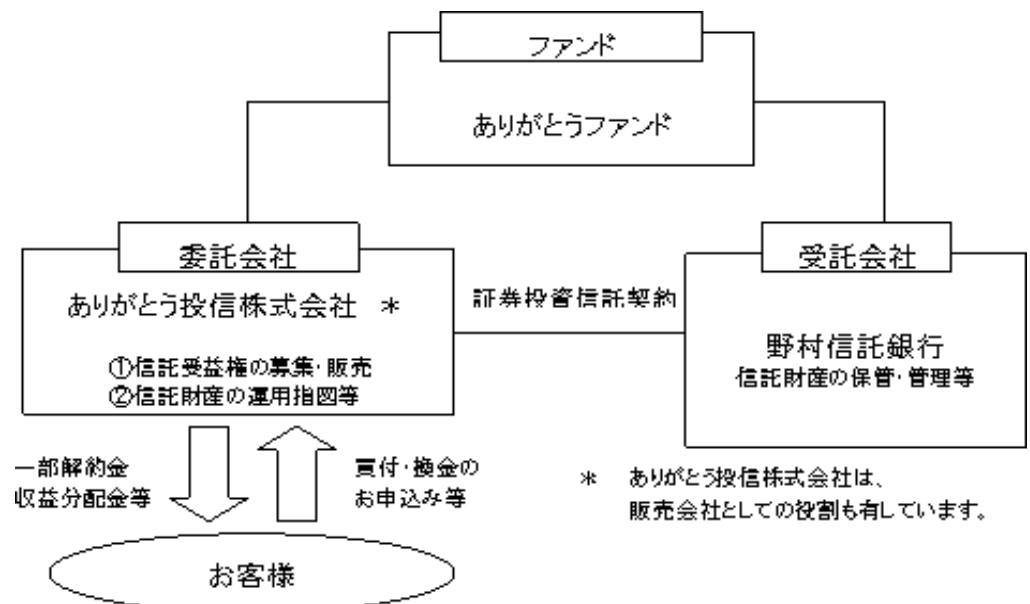 ファンド
ありがとうファンド
委託会社
ありがとう投信株式会社 *
①信託受益権の募集・販売
②信託財産の運用指図等
証券投資信託契約
受託会社
野村信託銀行
信託財産の保管・管理等
一部解約金
収益分配金等
買付・換金の
お申込み等
* ありがとう投信株式会社は、
販売会社としての役割も有しています。
お客様